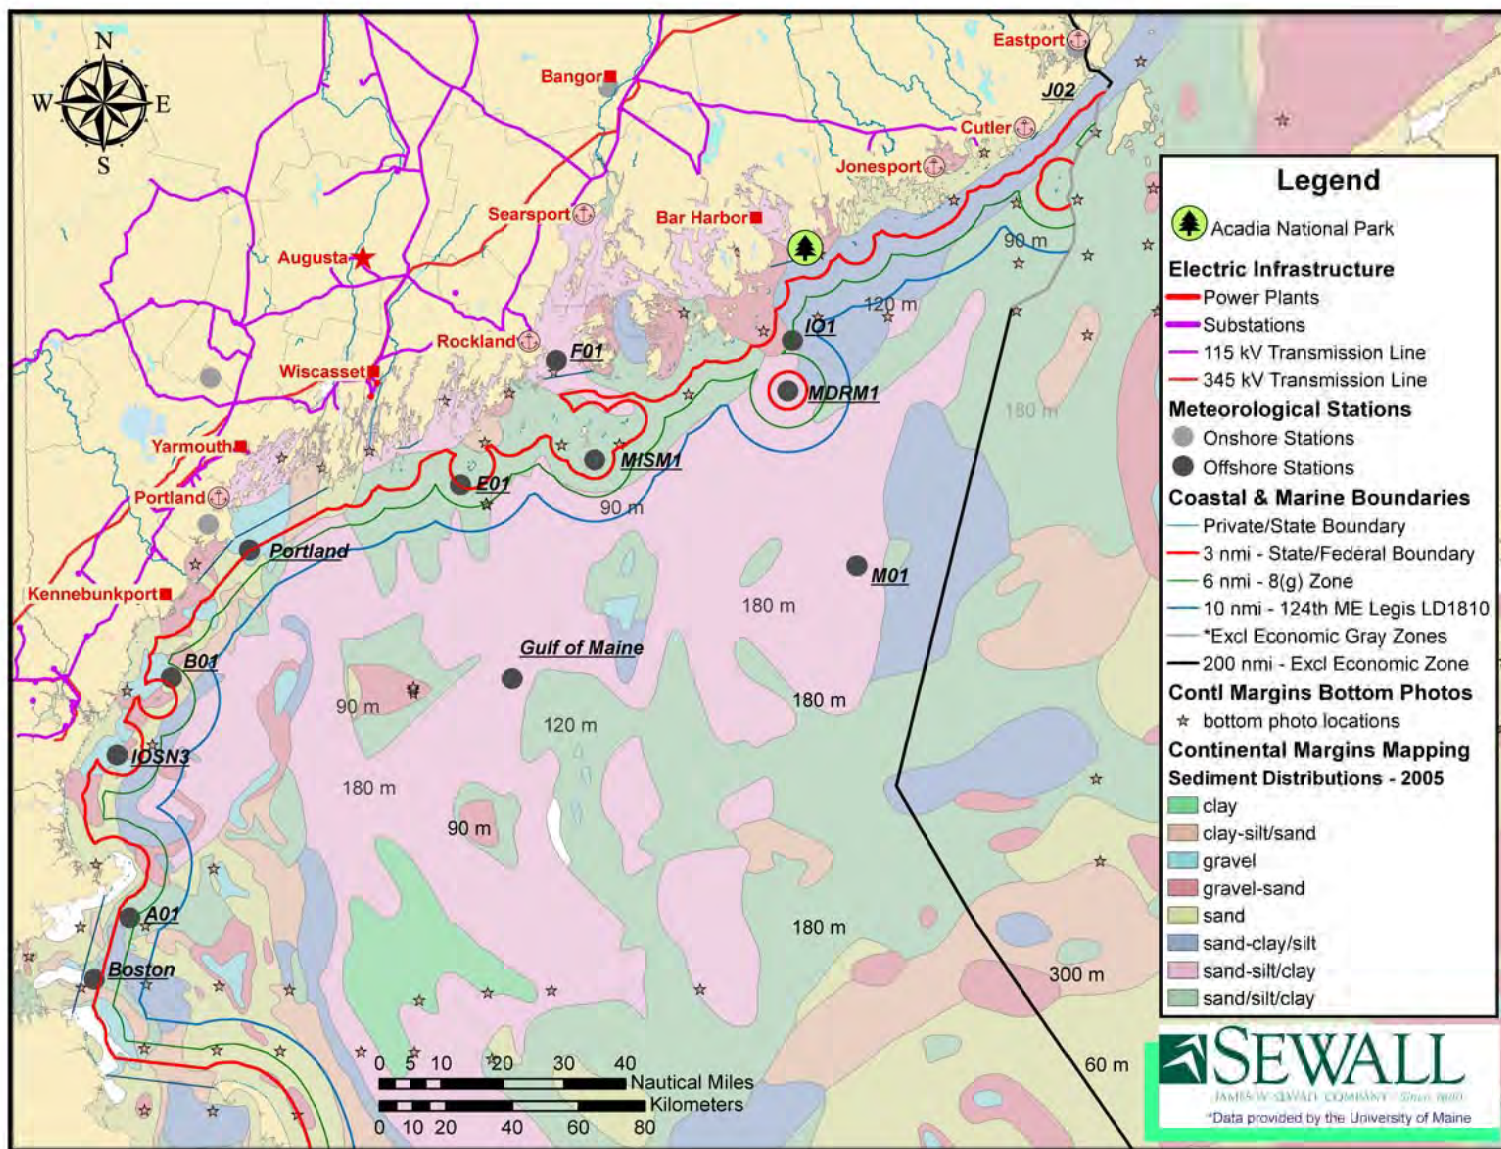 N
W
E
S
Eastport
J02
Bangor
Cutler
Jonesport
Searsport
Bar Harbor
Augusta
90 m
120 m
IO1
Rockland
F01
Wiscasset
MDRM1
180 m
Yarmouth
MISM1
E01
Portland
90 m
Portland
M01
Kennebunkport
180 m
Gulf of Maine
B01
180 m
90 m
120 m
IOSN3
180 m
90 m
A01
180 m
Boston
300 m
60 m
0 5 10 20 30 40
Nautical Miles
Kilometers
0 10 20 40 60 80
Legend
Acadia National Park
Electric Infrastructure
Power Plants
Substations
115 kV Transmission Line
345 kV Transmission Line
Meteorological Stations
Onshore Stations
Offshore Stations
Coastal & Marine Boundaries
Private/State Boundary
3 nmi - State/Federal Boundary
6 nmi - 8(g) Zone
10 nmi - 124th ME Legis LD1810
*Excl Economic Gray Zones
200 nmi - Excl Economic Zone
Contl Margins Bottom Photos
bottom photo locations
Continental Margins Mapping
Sediment Distributions - 2005
clay
clay-silt/sand
gravel
gravel-sand
sand
sand-clay/silt
sand-silt/clay
sand/silt/clay
SEWALL
JAMES W. SEWALL COMPANY Since 1880
*Data provided by the University of Maine